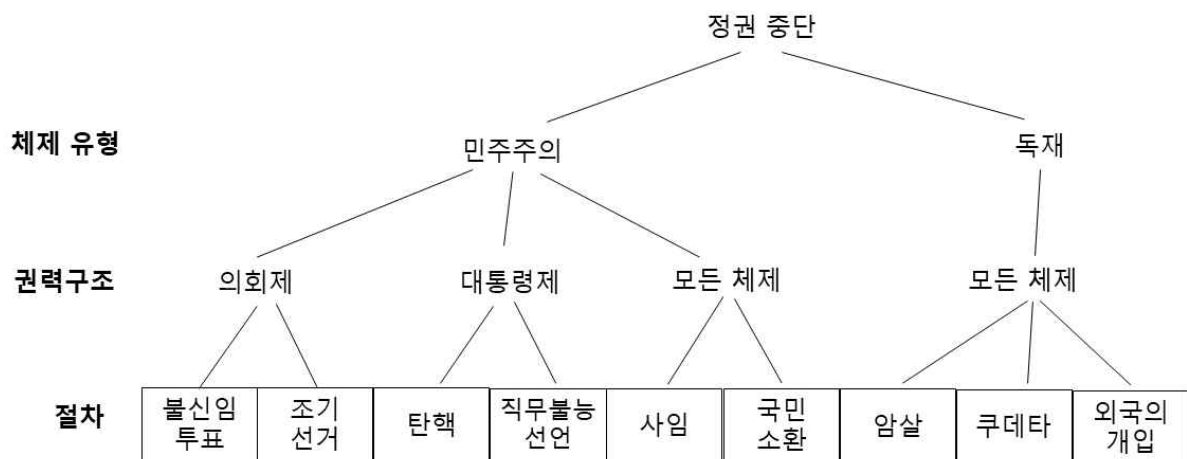 정권 중단
체제 유형
민주주의
독재
권력구조
의회제
대통령제
모든 체제
모든 체제
절차
불신임
투표
조기
선거
탄핵
직무불능
선언
사임
국민
소환
암살
쿠데타
외국의
개입